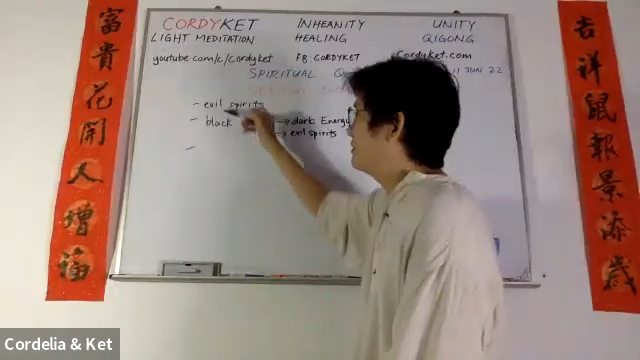 CORDYKET INHEANITY UNITY
LIGHT MEDITATION HEALING QIGONG
youtube.com/c/cordyket FB:CORDYKET Cordyket.com
SPIRITUAL 11 JUN 22
- evil spirits
- black → dark Energy
→ evil spirits
-
富貴花開人增福
吉祥鼠報景添歲
Cordelia & Ket